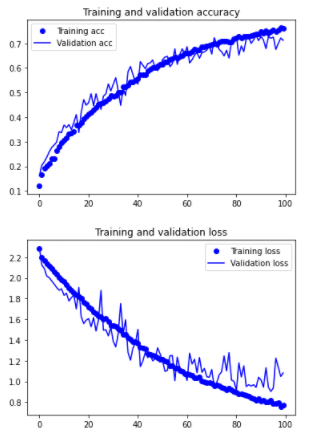 Training and validation accuracy
Training acc
Validation acc
0.7
0.6
0.5
0.4
0.3
0.2
0.1
0 20 40 60 80 100
Training and validation loss
Training loss
Validation loss
2.2
2.0
1.8
1.6
1.4
1.2
1.0
0.8
0 20 40 60 80 100